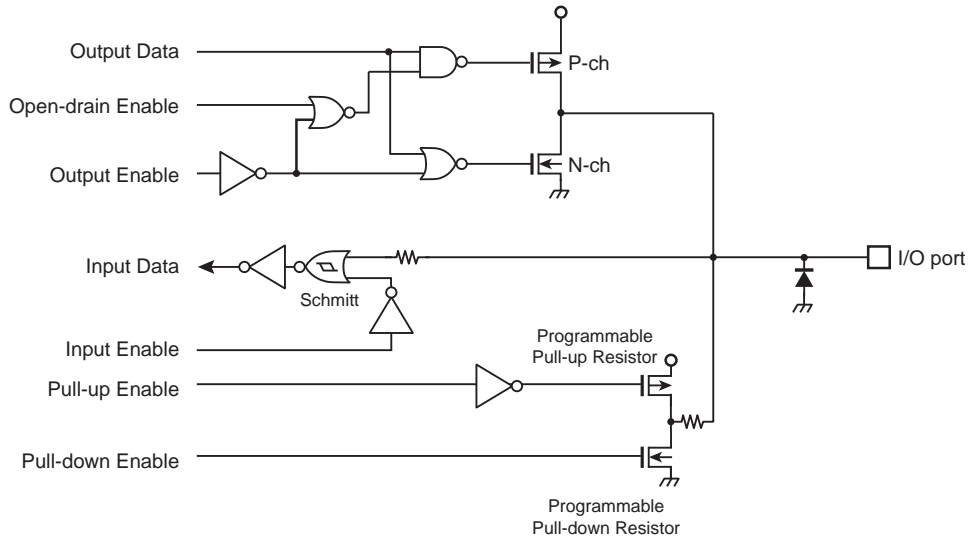 Output Data
P-ch
Open-drain Enable
Output Enable
N-ch
Input Data
Schmitt
I/O port
Input Enable
Programmable
Pull-up Resistor
Pull-up Enable
Pull-down Enable
Programmable
Pull-down Resistor